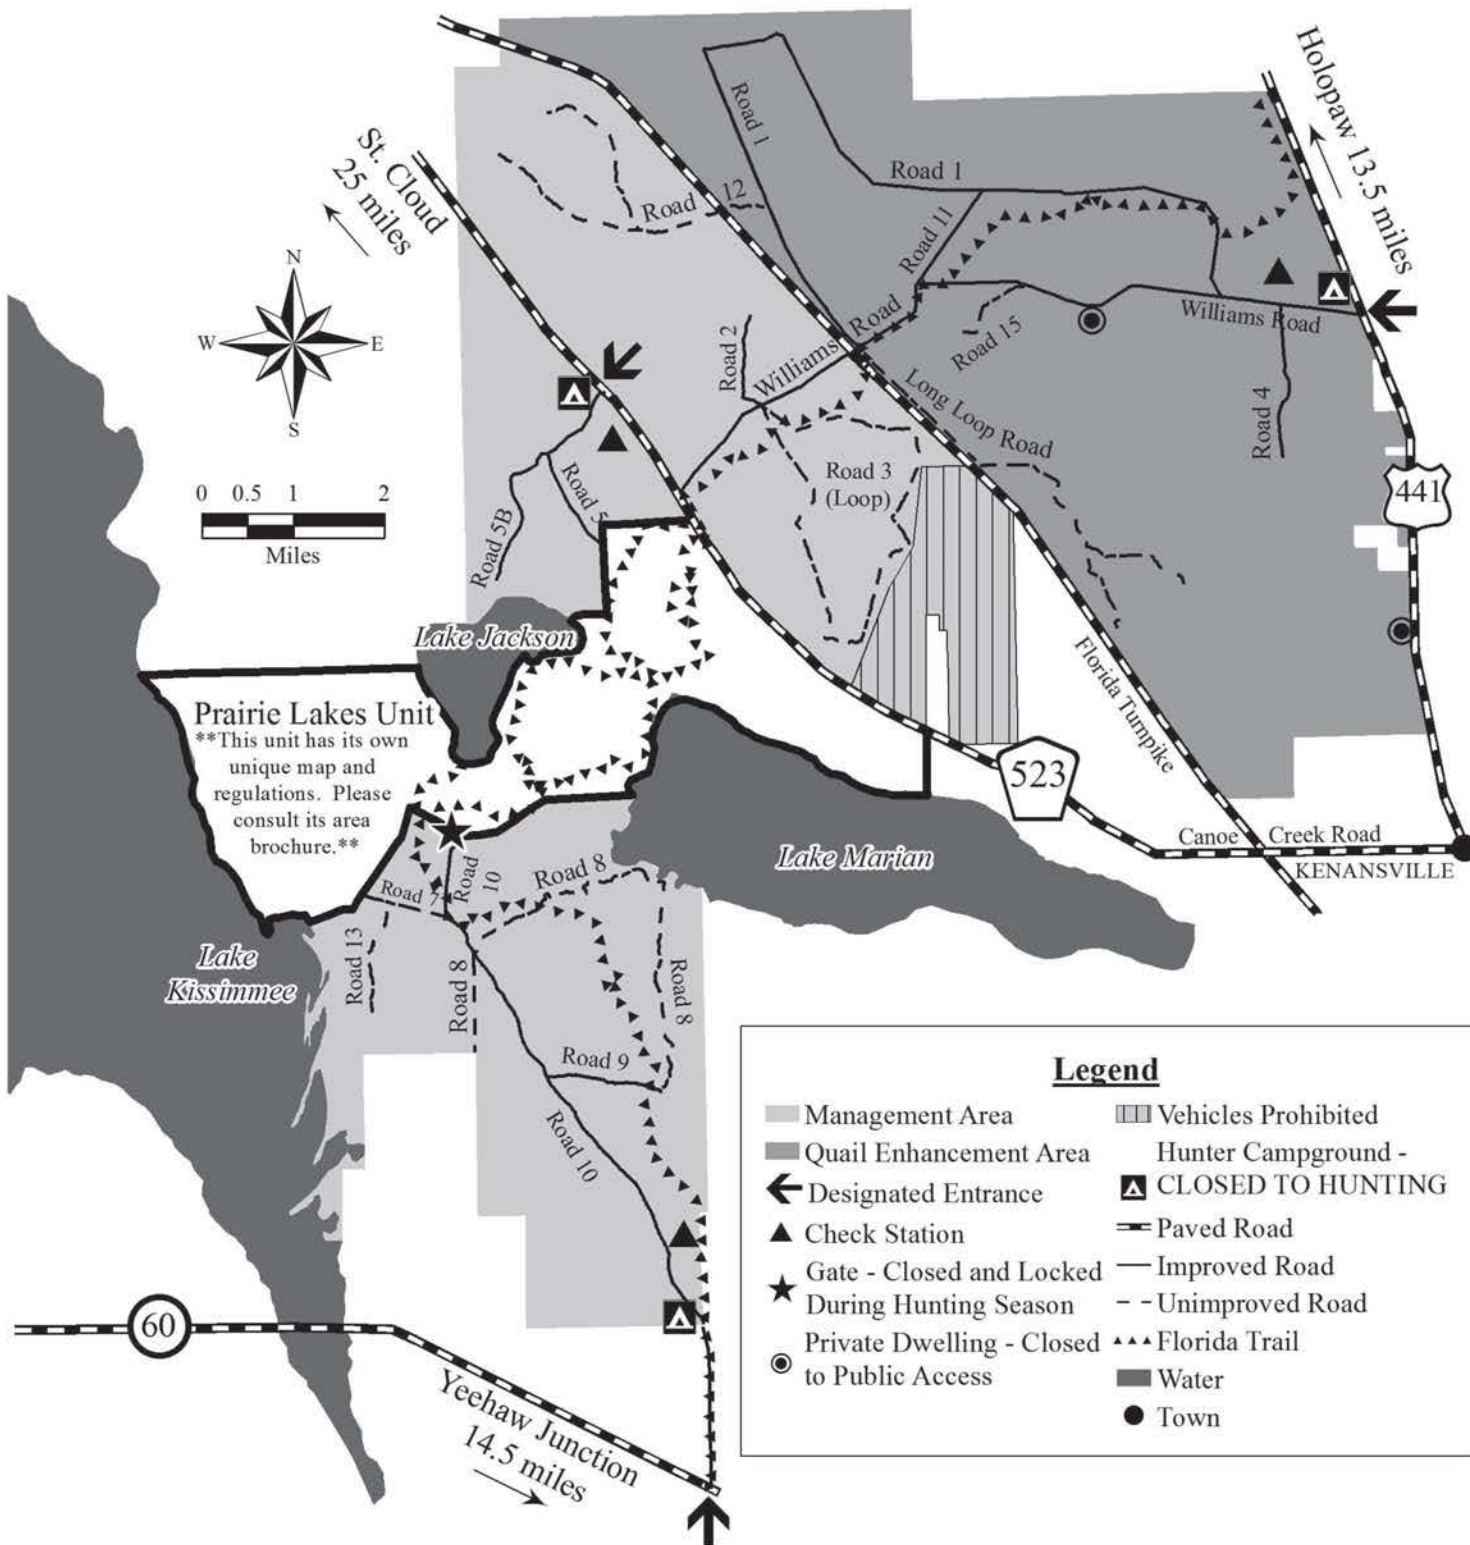 Holopaw 13.5 miles
St. Cloud
25 miles
Road 1
Road 1
Road 12
Road 11
N
W
E
S
Williams Road
Williams Road
Road 15
Road 2
Road 4
Long Loop Road
Road 3
(Loop)
Road 5
Road 5B
0 0.5 1 2
Miles
441
Lake Jackson
Florida Turnpike
Prairie Lakes Unit
**This unit has its own
unique map and
regulations. Please
consult its area
brochure.**
523
Canoe Creek Road
KENANSVILLE
Lake Marian
Road 7
Road 10
Road 8
Road 13
Road 8
Road 8
Lake
Kissimmee
Road 9
Road 10
60
Yeehaw Junction
14.5 miles
Legend
Management Area
Quail Enhancement Area
Designated Entrance
Check Station
Gate - Closed and Locked
During Hunting Season
Private Dwelling - Closed
to Public Access
Vehicles Prohibited
Hunter Campground -
CLOSED TO HUNTING
Paved Road
Improved Road
Unimproved Road
Florida Trail
Water
Town